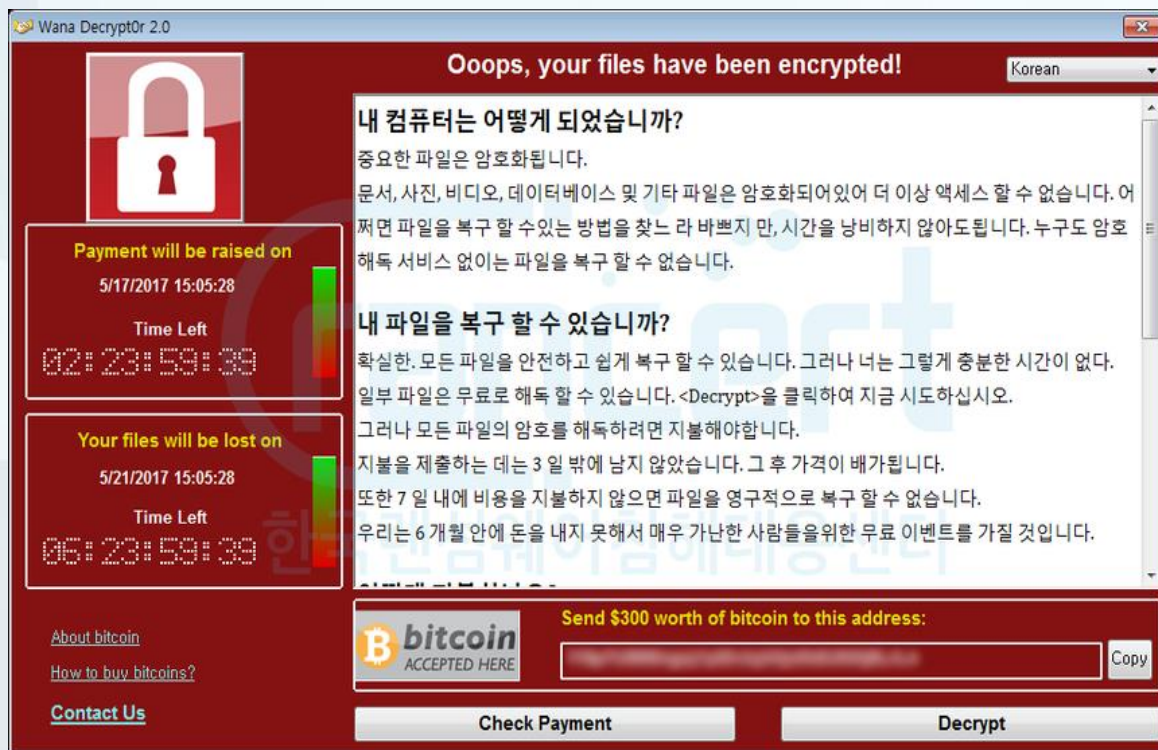 Wana Decrypt0r 2.0
Ooops, your files have been encrypted!
Korean
Payment will be raised on
5/17/2017 15:05:28
Time Left
02:23:59:39
Your files will be lost on
5/21/2017 15:05:28
Time Left
06:23:59:39
About bitcoin
How to buy bitcoins?
Contact Us
내 컴퓨터는 어떻게 되었습니까?
중요한 파일은 암호화됩니다.
문서, 사진, 비디오, 데이터베이스 및 기타 파일은 암호화되어있어 더 이상 액세스 할 수 없습니다. 어
쩌면 파일을 복구 할 수있는 방법을 찾느 라 바쁘지 만, 시간을 낭비하지 않아도됩니다. 누구도 암호
해독 서비스 없이는 파일을 복구 할 수 없습니다.
내 파일을 복구 할 수 있습니까?
확실한. 모든 파일을 안전하고 쉽게 복구 할 수 있습니다. 그러나 너는 그렇게 충분한 시간이 없다.
일부 파일은 무료로 해독 할 수 있습니다. <Decrypt>을 클릭하여 지금 시도하십시오.
그러나 모든 파일의 암호를 해독하려면 지불해야합니다.
지불을 제출하는 데는 3 일 밖에 남지 않았습니다. 그 후 가격이 배가됩니다.
또한 7 일 내에 비용을 지불하지 않으면 파일을 영구적으로 복구 할 수 없습니다.
우리는 6 개월 안에 돈을 내지 못해서 매우 가난한 사람들을위한 무료 이벤트를 가질 것입니다.
rancert
한국랜섬웨어침해대응센터
bitcoin
ACCEPTED HERE
Send $300 worth of bitcoin to this address:
Copy
Check Payment
Decrypt